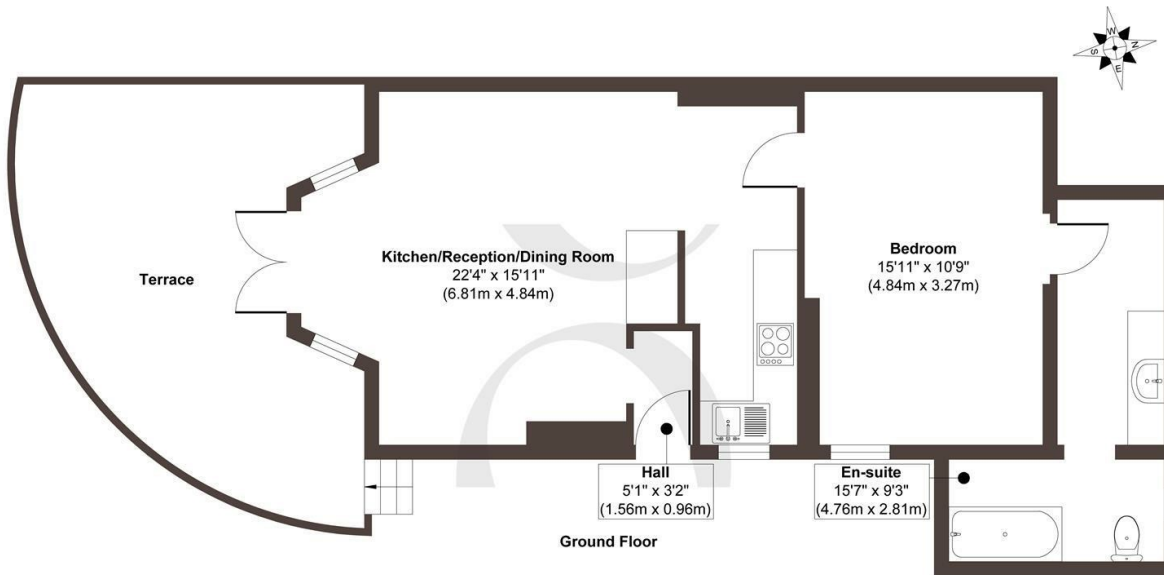 W
N
S
E
Kitchen/Reception/Dining Room
22'4" x 15'11"
(6.81m x 4.84m)
Terrace
Bedroom
15'11" x 10'9"
(4.84m x 3.27m)
Hall
5'1" x 3'2"
(1.56m x 0.96m)
En-suite
15'7" x 9'3"
(4.76m x 2.81m)
Ground Floor